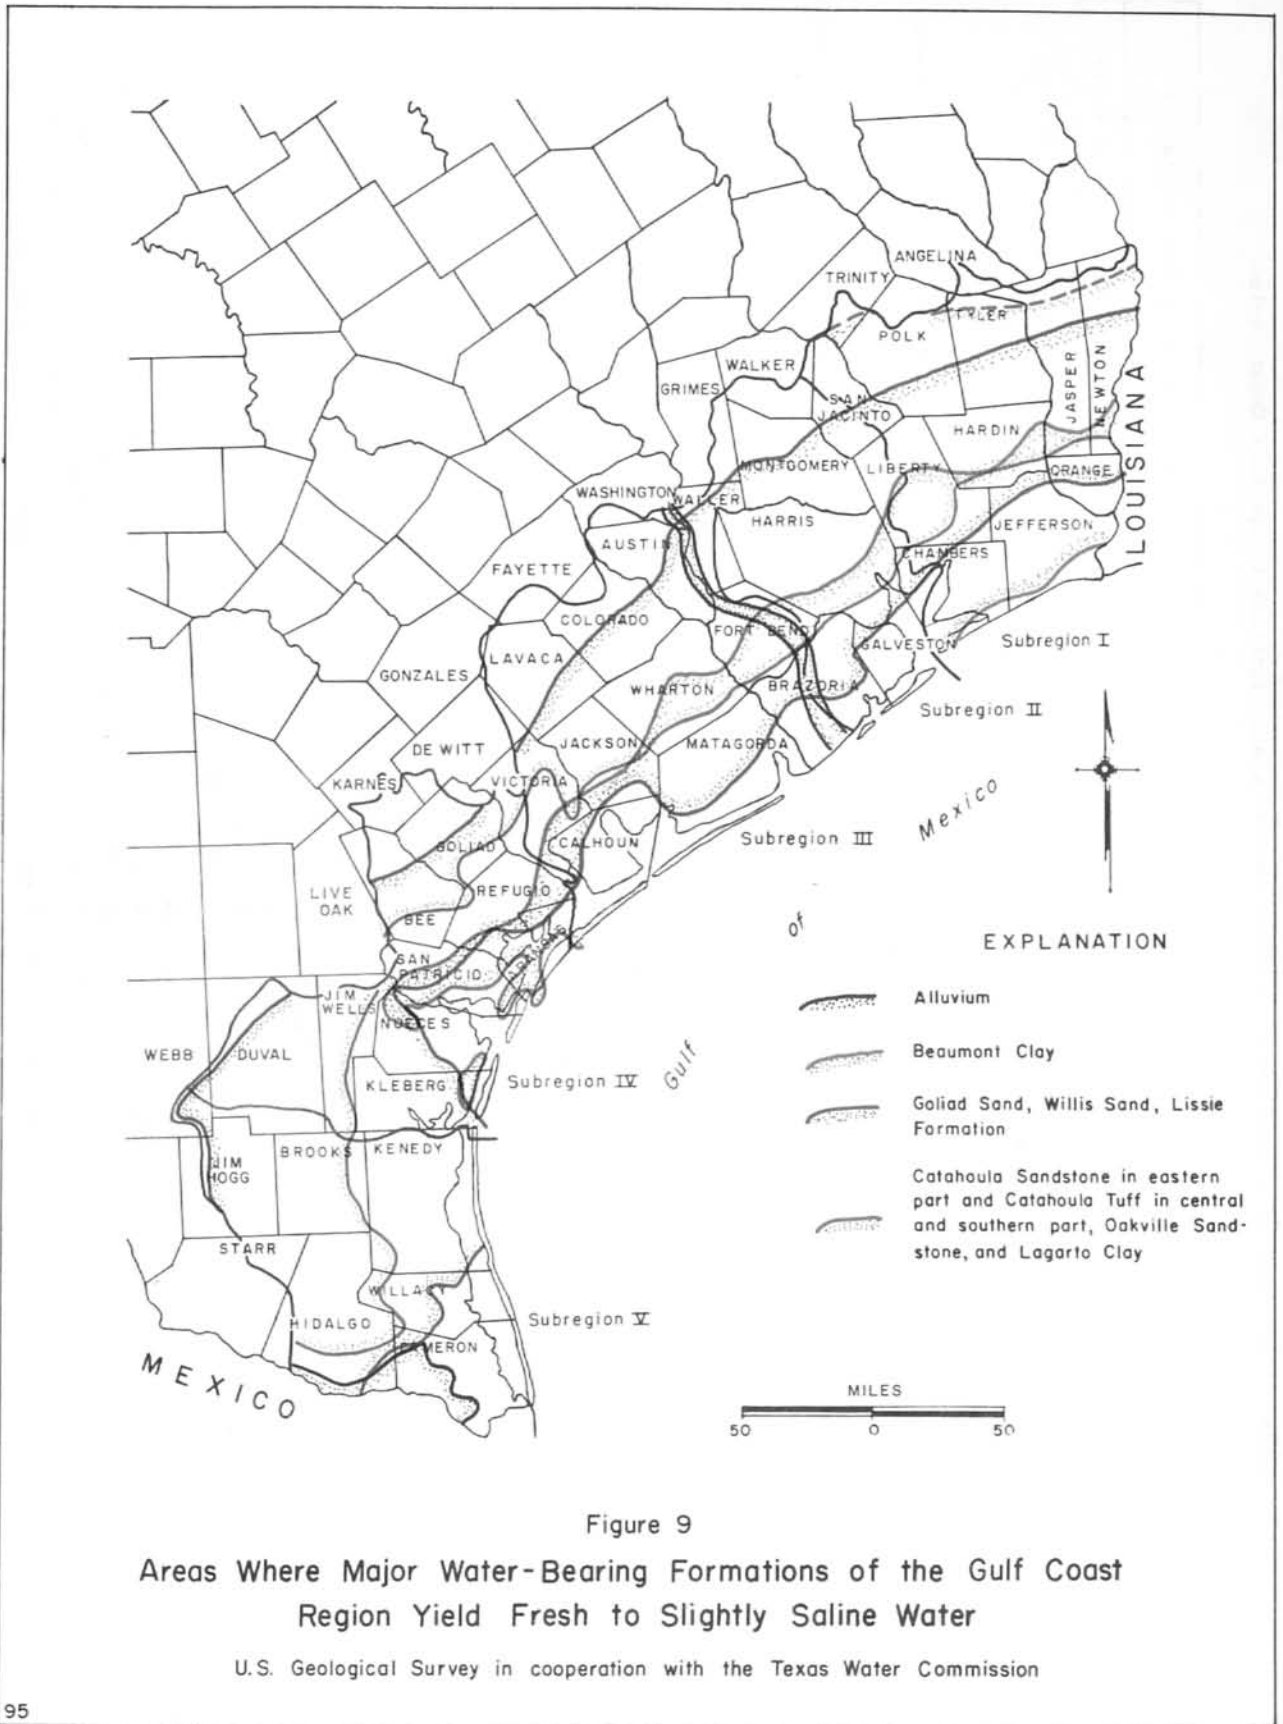 ANGELINA
TRINITY
TYLER
POLK
WALKER
GRIMES
SAN
JACINTO
JASPER
NEWTON
HARDIN
LOUISIANA
MONTGOMERY
LIBERTY
ORANGE
WASHINGTON
WALLER
HARRIS
JEFFERSON
AUSTIN
CHAMBERS
FAYETTE
COLORADO
FORT BEND
GALVESTON
Subregion I
LAVACA
GONZALES
WHARTON
BRAZORIA
Subregion II
DE WITT
JACKSON
MATAGORDA
KARNES
VICTORIA
Mexico
Subregion III
GOLIAD
CALHOUN
LIVE
OAK
REFUGIO
BEE
of
ARANSAS
SAN
PATRICIO
JIM
WELLS
NUECES
WEBB
DUVAL
Gulf
KLEBERG
Subregion IV
BROOKS
KENEDY
JIM
HOGG
STARR
WILLACY
HIDALGO
Subregion V
CAMERON
MEXICO
EXPLANATION
Alluvium
Beaumont Clay
Goliad Sand, Willis Sand, Lissie
Formation
Catahoula Sandstone in eastern
part and Catahoula Tuff in central
and southern part, Oakville Sand-
stone, and Lagarto Clay
MILES
50 0 50
Figure 9
Areas Where Major Water-Bearing Formations of the Gulf Coast
Region Yield Fresh to Slightly Saline Water
U.S. Geological Survey in cooperation with the Texas Water Commission
95